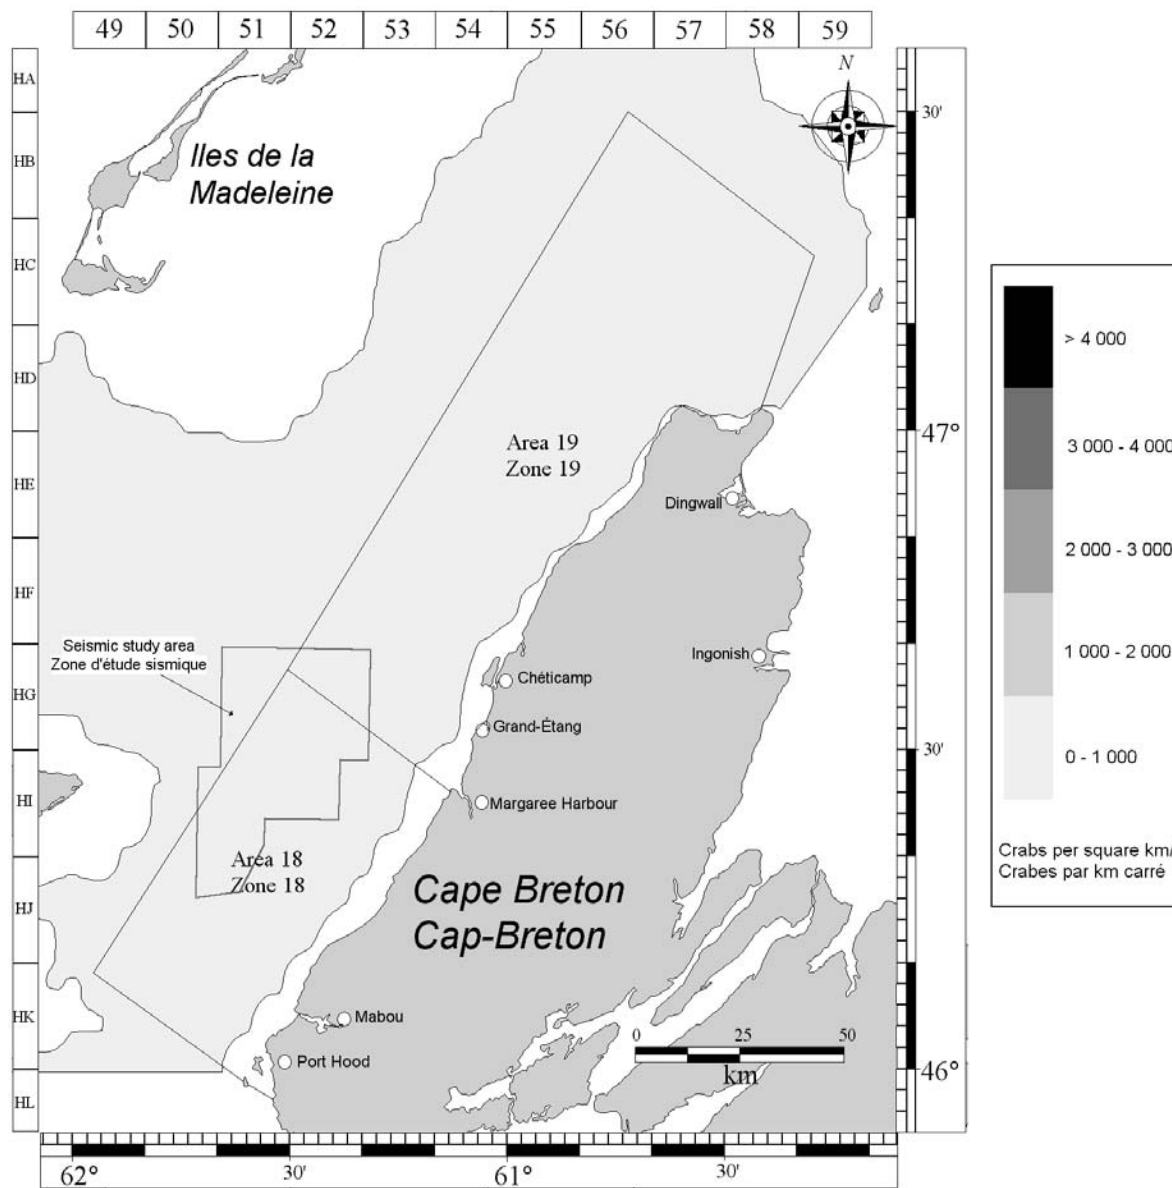 49 50 51 52 53 54 55 56 57 58 59
HA
HB
HC
HD
HE
HF
HG
HI
HJ
HK
HL
N
Iles de la
Madeleine
Area 19
Zone 19
Dingwall
Seismic study area
Zone d'étude sismique
Ingonish
Chéticamp
Grand-Étang
Margaree Harbour
Area 18
Zone 18
Cape Breton
Cap-Breton
Mabou
Port Hood
0 25 50
km
30'
47°
30'
46°
62° 30' 61° 30'
> 4 000
3 000 - 4 000
2 000 - 3 000
1 000 - 2 000
0 - 1 000
Crabs per square km/
Crabes par km carré